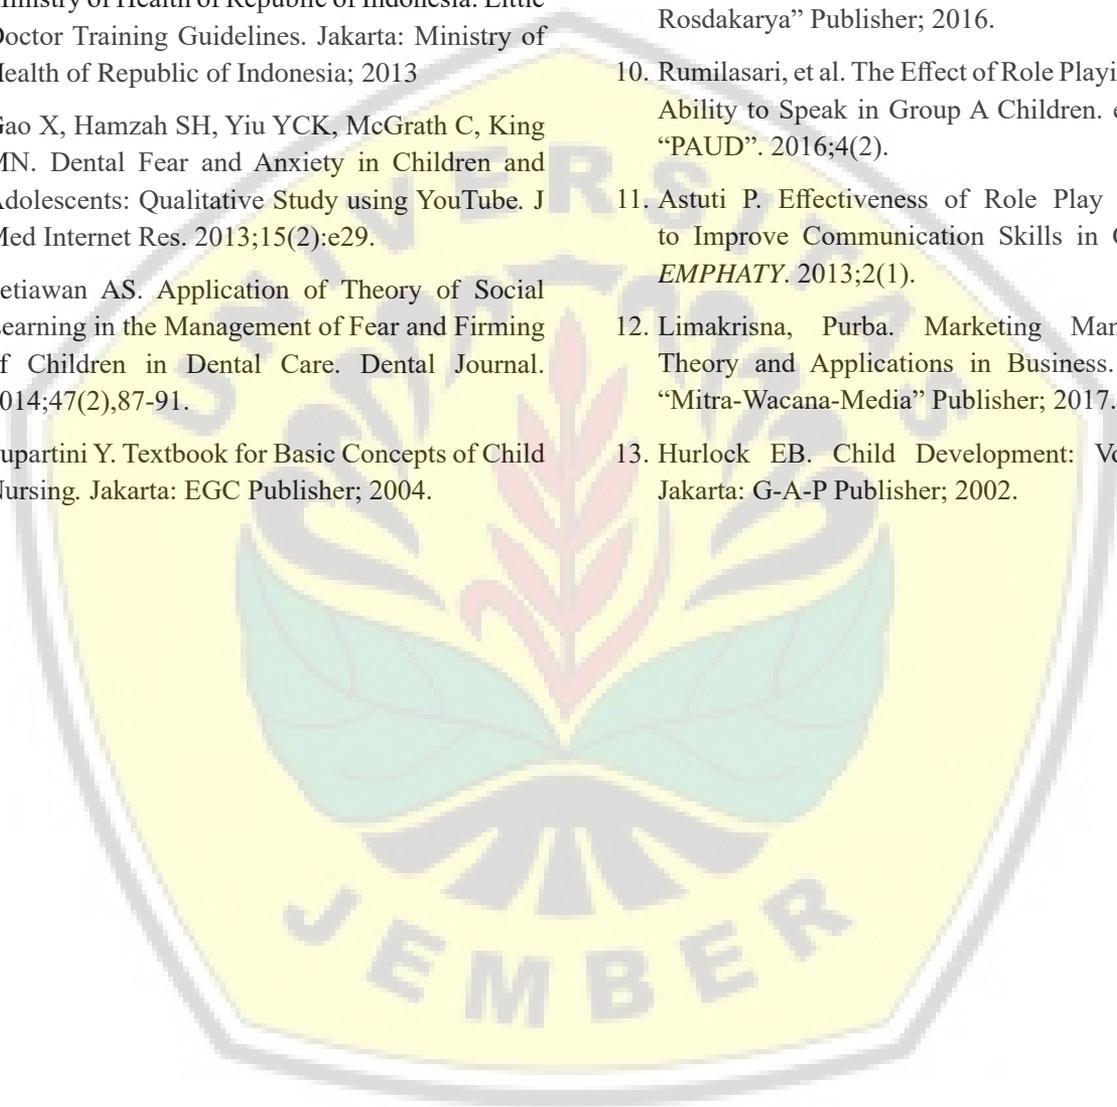 Ministry of Health of Republic of Indonesia. Little
Doctor Training Guidelines. Jakarta: Ministry of
Health of Republic of Indonesia; 2013
Gao X, Hamzah SH, Yiu YCK, McGrath C, King
MN. Dental Fear and Anxiety in Children and
Adolescents: Qualitative Study using YouTube. J
Med Internet Res. 2013;15(2):e29.
etiawan AS. Application of Theory of Social
Learning in the Management of Fear and Firming
of Children in Dental Care. Dental Journal.
014;47(2),87-91.
upartini Y. Textbook for Basic Concepts of Child
Nursing. Jakarta: EGC Publisher; 2004.
Rosdakarya” Publisher; 2016.
10. Rumilasari, et al. The Effect of Role Playi
Ability to Speak in Group A Children. e
“PAUD”. 2016;4(2).
11. Astuti P. Effectiveness of Role Play
to Improve Communication Skills in C
EMPHATY. 2013;2(1).
12. Limakrisna, Purba. Marketing Man
Theory and Applications in Business.
“Mitra-Wacana-Media” Publisher; 2017.
13. Hurlock EB. Child Development: Vo
Jakarta: G-A-P Publisher; 2002.
UNIVERSITAS
JEMBER